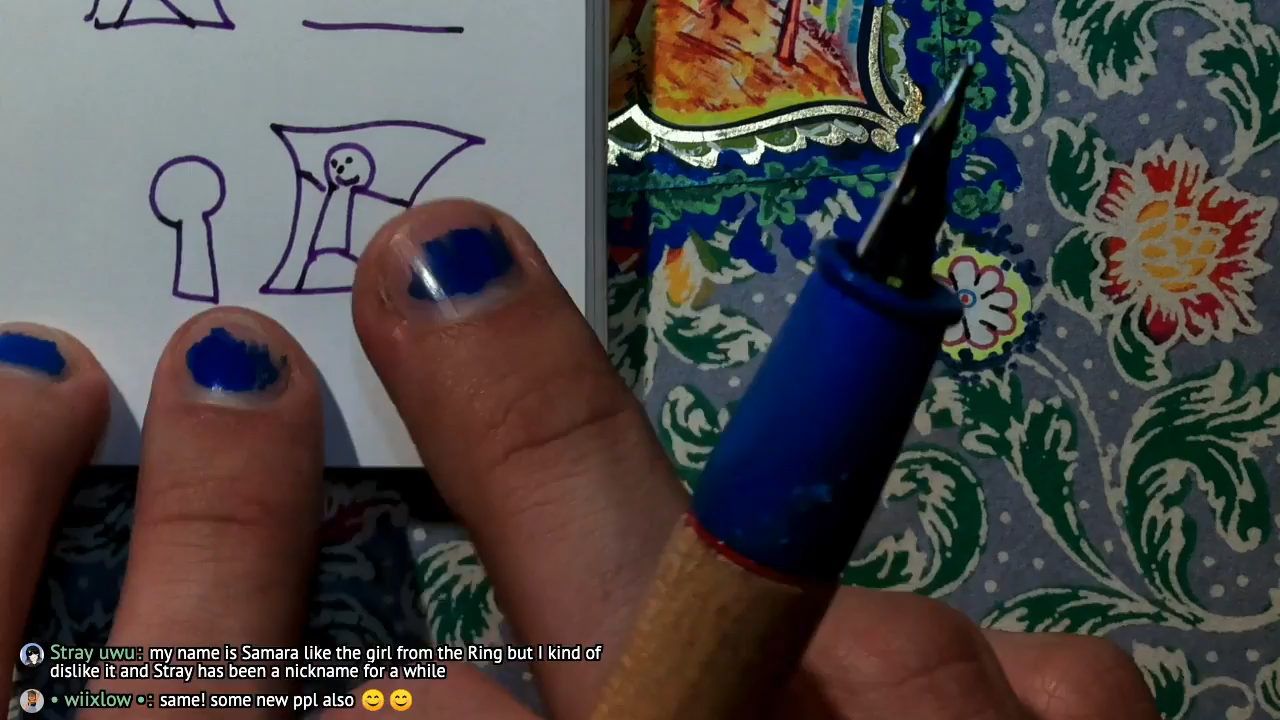 Stray uwu: my name is Samara like the girl from the Ring but I kind of
dislike it and Stray has been a nickname for a while
• wiixlow •: same! some new ppl also 😊 😊